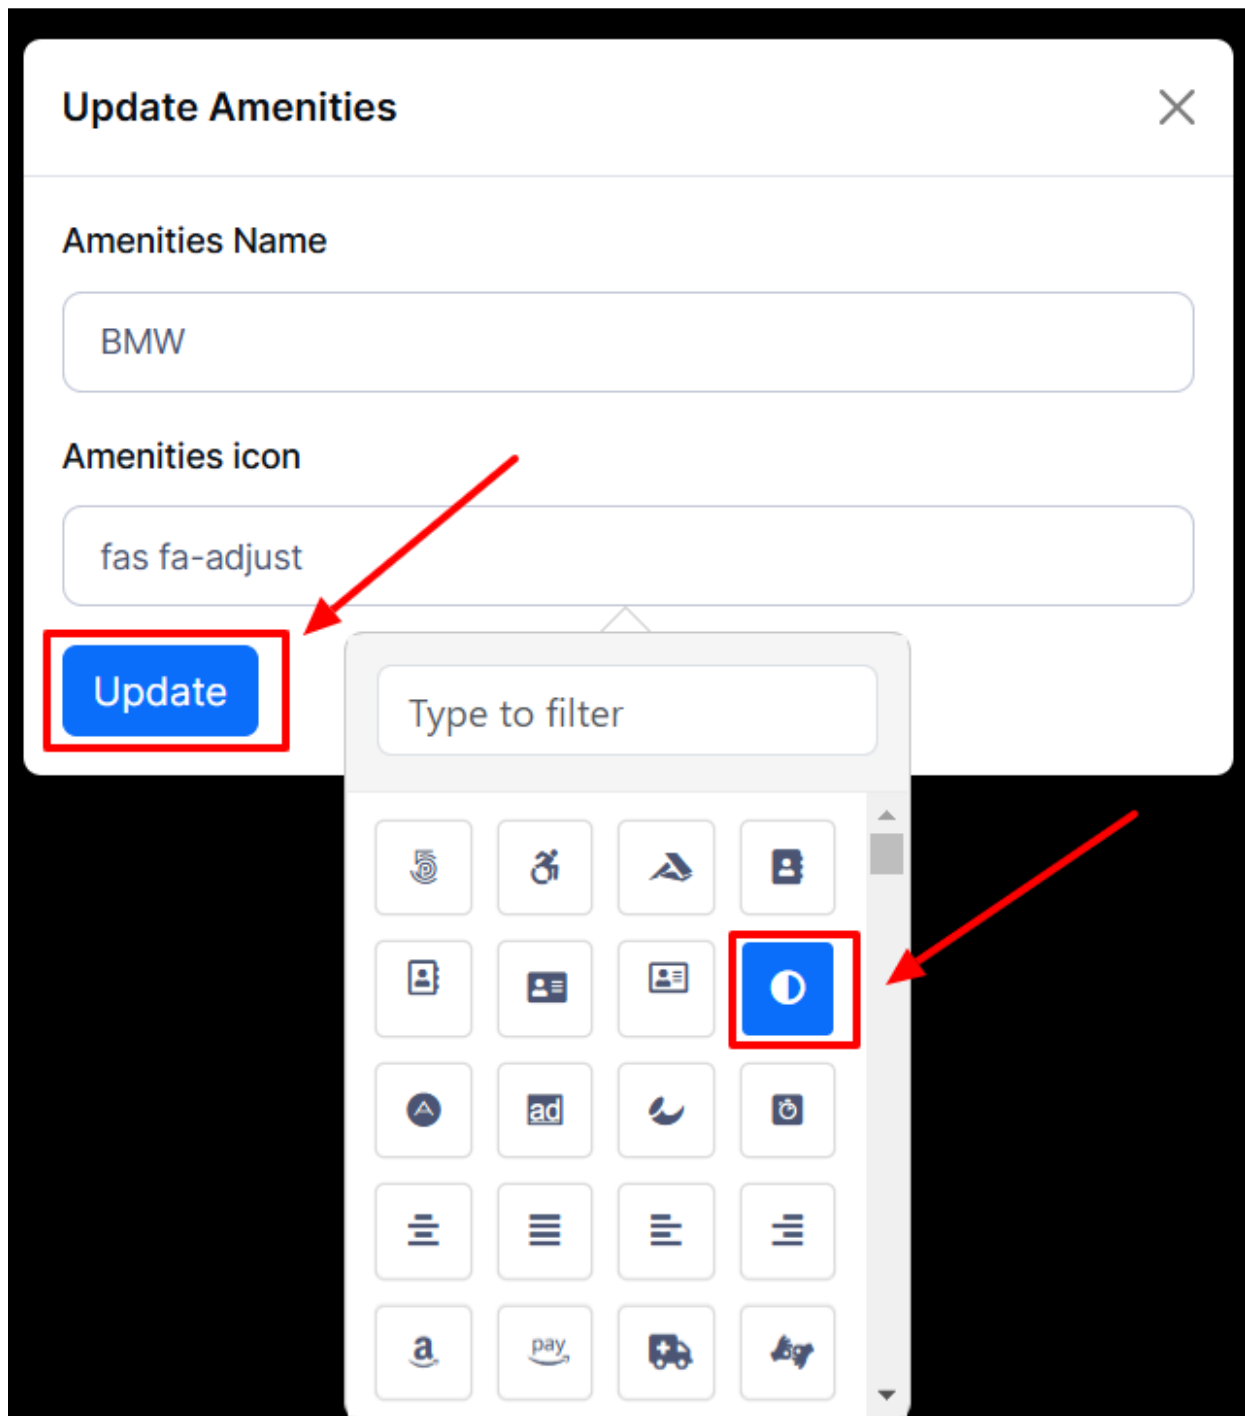 Update Amenities
Amenities Name
BMW
Amenities icon
fas fa-adjust
Update
Type to filter
ad
a
pay